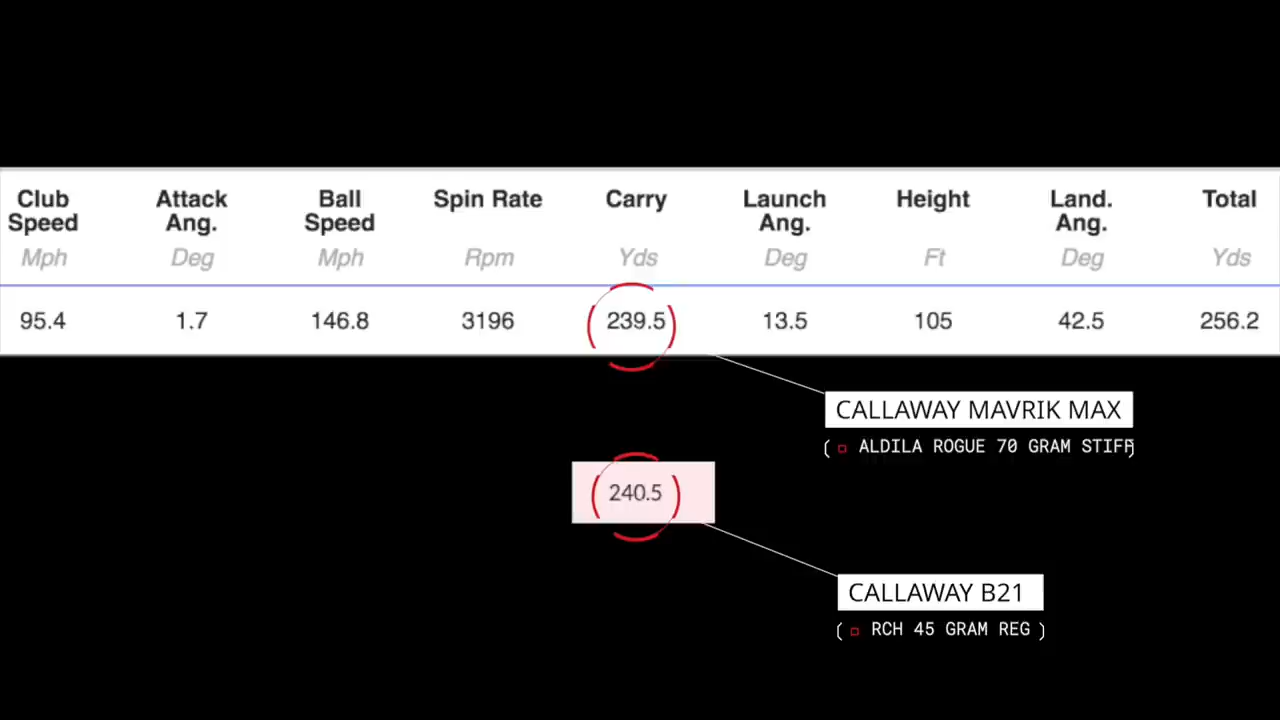 Club Speed Attack Ang. Ball Speed Spin Rate Carry Launch Ang. Height Land. Ang. Total
Mph Deg Mph Rpm Yds Deg Ft Deg Yds
95.4 1.7 146.8 3196 239.5 13.5 105 42.5 256.2
CALLAWAY MAVRIK MAX
( ALDILA ROGUE 70 GRAM STIFF)
240.5
CALLAWAY B21
( RCH 45 GRAM REG )